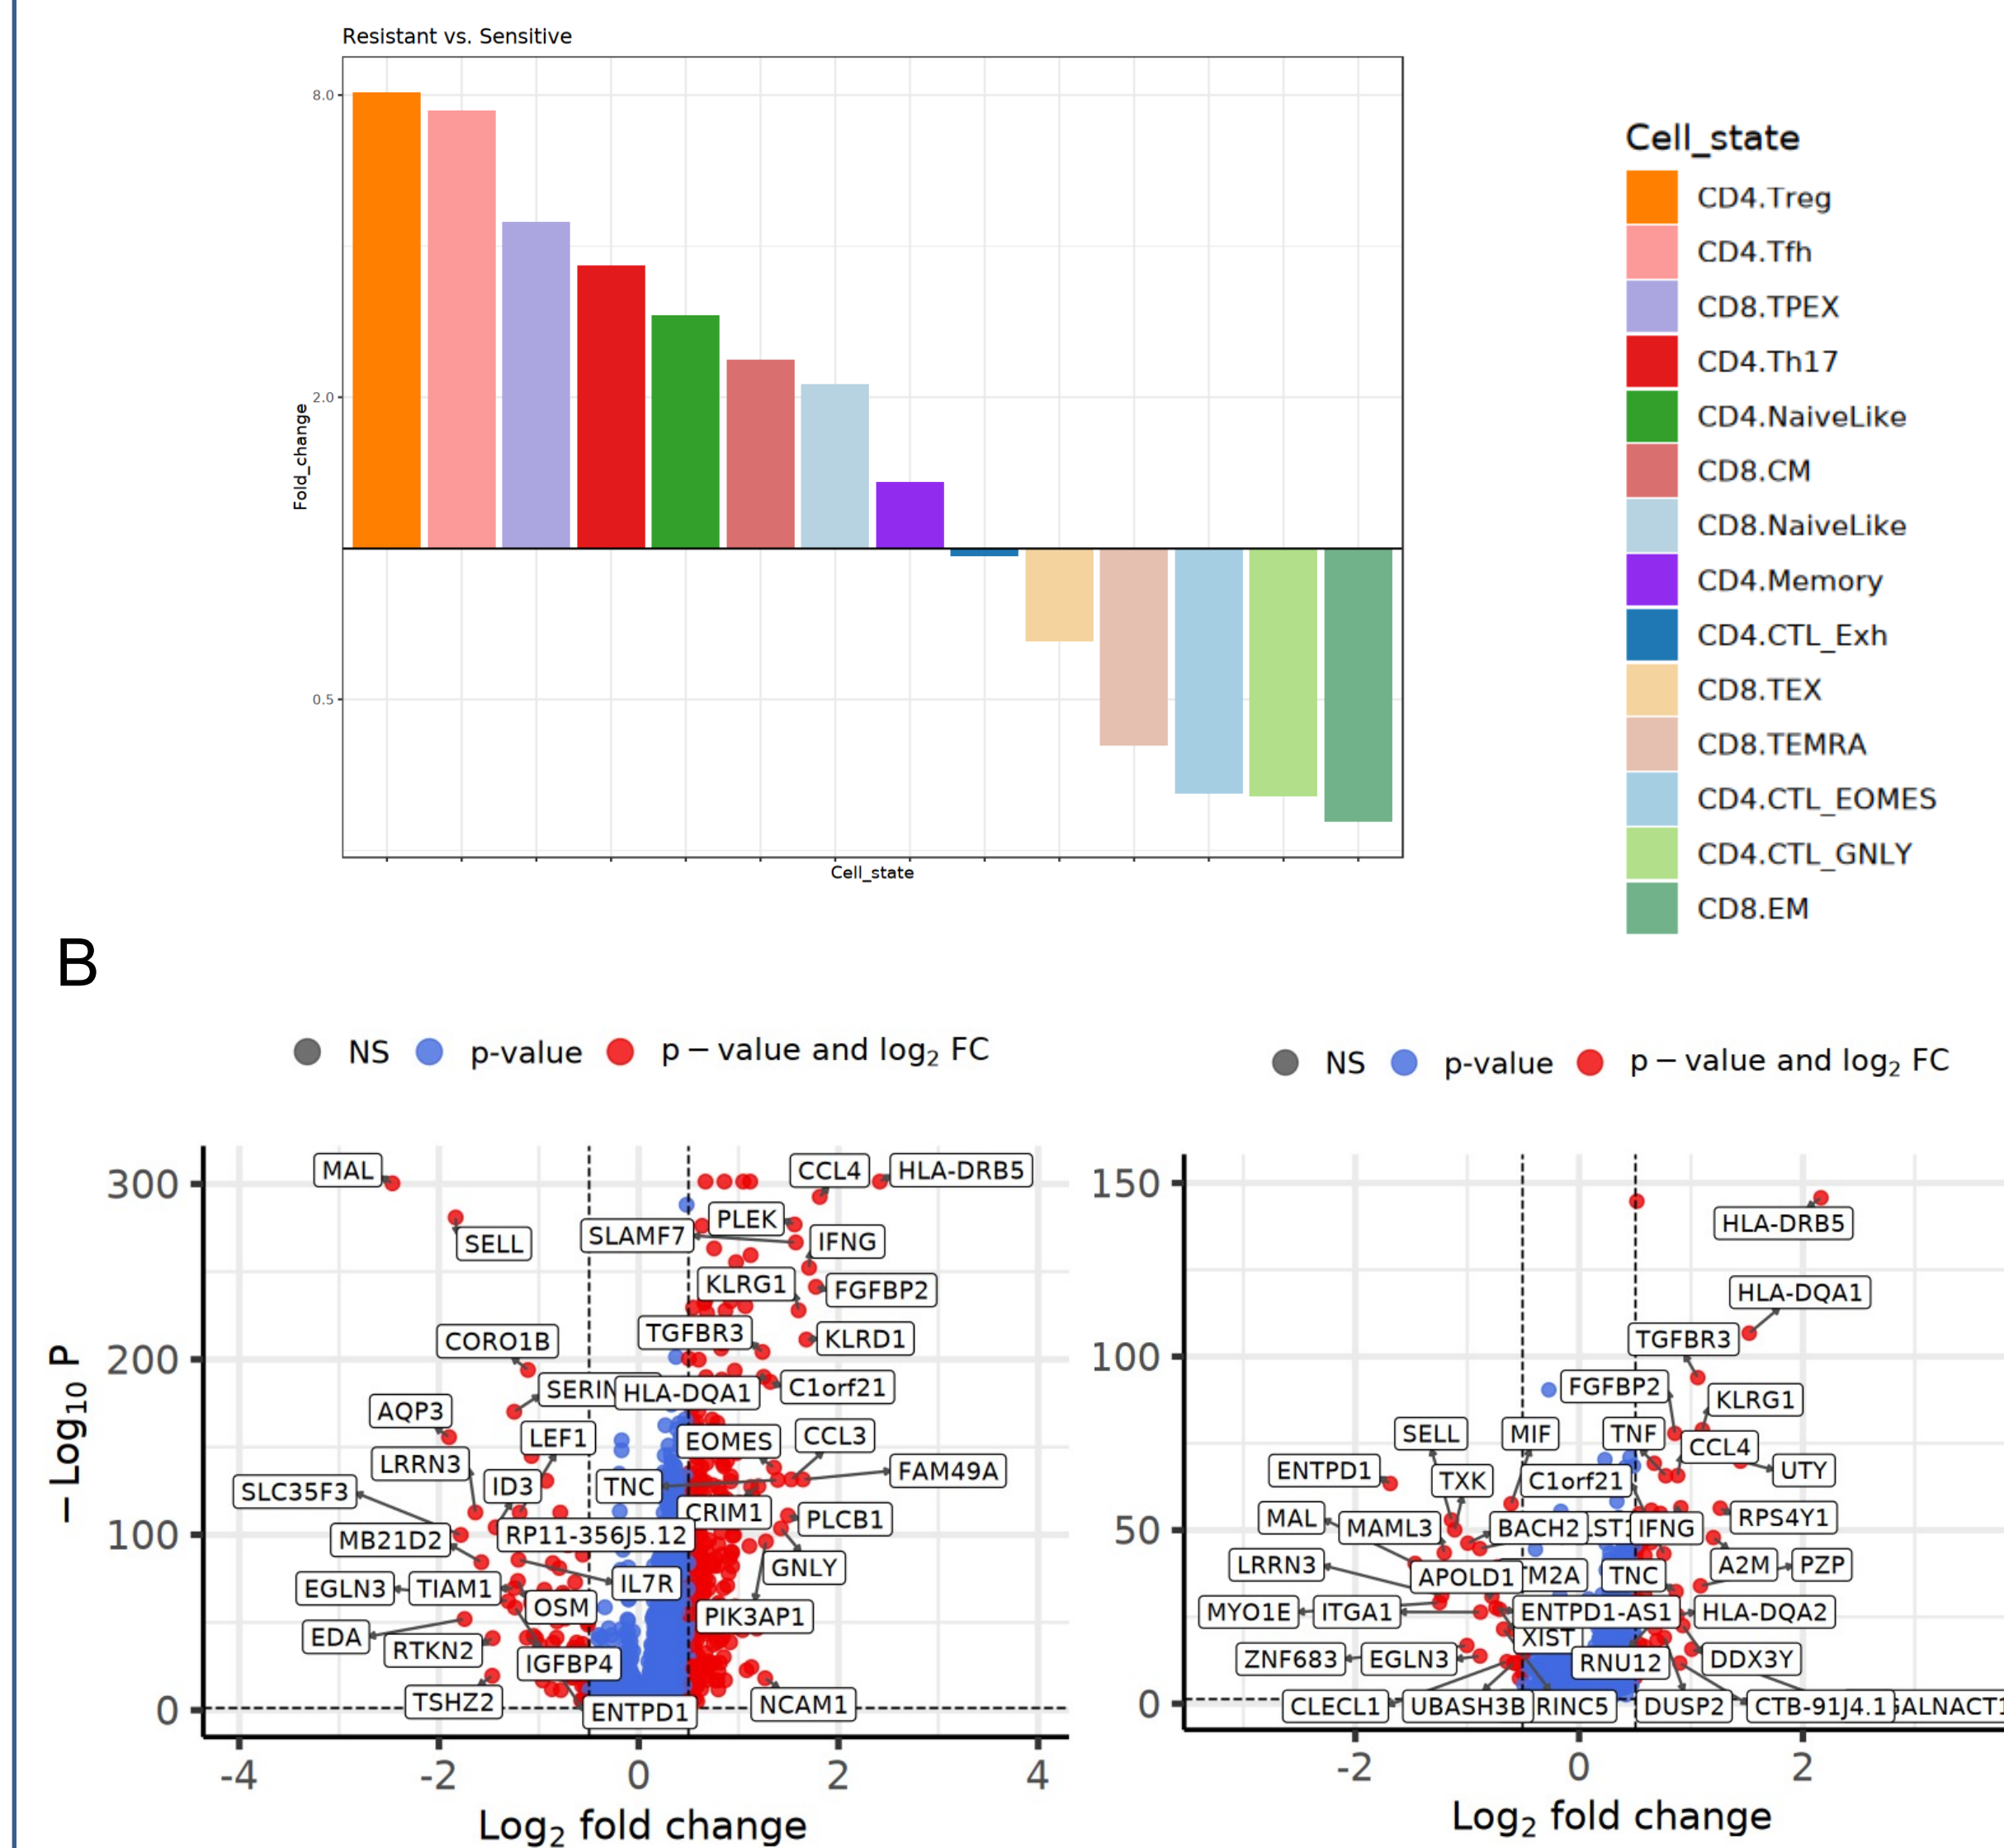 Resistant vs. Sensitive
8.0
2.0
0.5
Fold_change
Cell_state
Cell_state
CD4.Treg
CD4.Tfh
CD8.TPEX
CD4.Th17
CD4.NaiveLike
CD8.CM
CD8.NaiveLike
CD4.Memory
CD4.CTL_Exh
CD8.TEX
CD8.TEMRA
CD4.CTL_EOMES
CD4.CTL_GNLY
CD8.EM
B
NS p-value p − value and log2 FC
300
200
100
0
− Log10 P
MAL
CCL4 HLA-DRB5
SELL
SLAMF7 PLEK IFNG
KLRG1 FGFBP2
CORO1B TGFBR3 KLRD1
HLA-DQA1 C1orf21
AQP3
LEF1 EOMES CCL3
LRRN3
SLC35F3 ID3 TNC FAM49A
CRIM1 PLCB1
MB21D2 RP11-356J5.12
GNLY
EGLN3 TIAM1 IL7R
OSM PIK3AP1
EDA RTKN2
IGFBP4
TSHZ2 ENTPD1 NCAM1
-4 -2 0 2 4
Log2 fold change
NS p-value p − value and log2 FC
150
100
50
0
HLA-DRB5
HLA-DQA1
TGFBR3
FGFBP2 KLRG1
SELL MIF TNF CCL4
ENTPD1 TXK C1orf21 UTY
MAL MAML3 BACH2 IFNG RPS4Y1
LRRN3 APOLD1 TNC A2M PZP
MYO1E ITGA1 ENTPD1-AS1 HLA-DQA2
XIST
ZNF683 EGLN3 RNU12 DDX3Y
CLECL1 UBASH3B RINC5 DUSP2 CTB-91J4.1 GALNACT1
-2 0 2
Log2 fold change